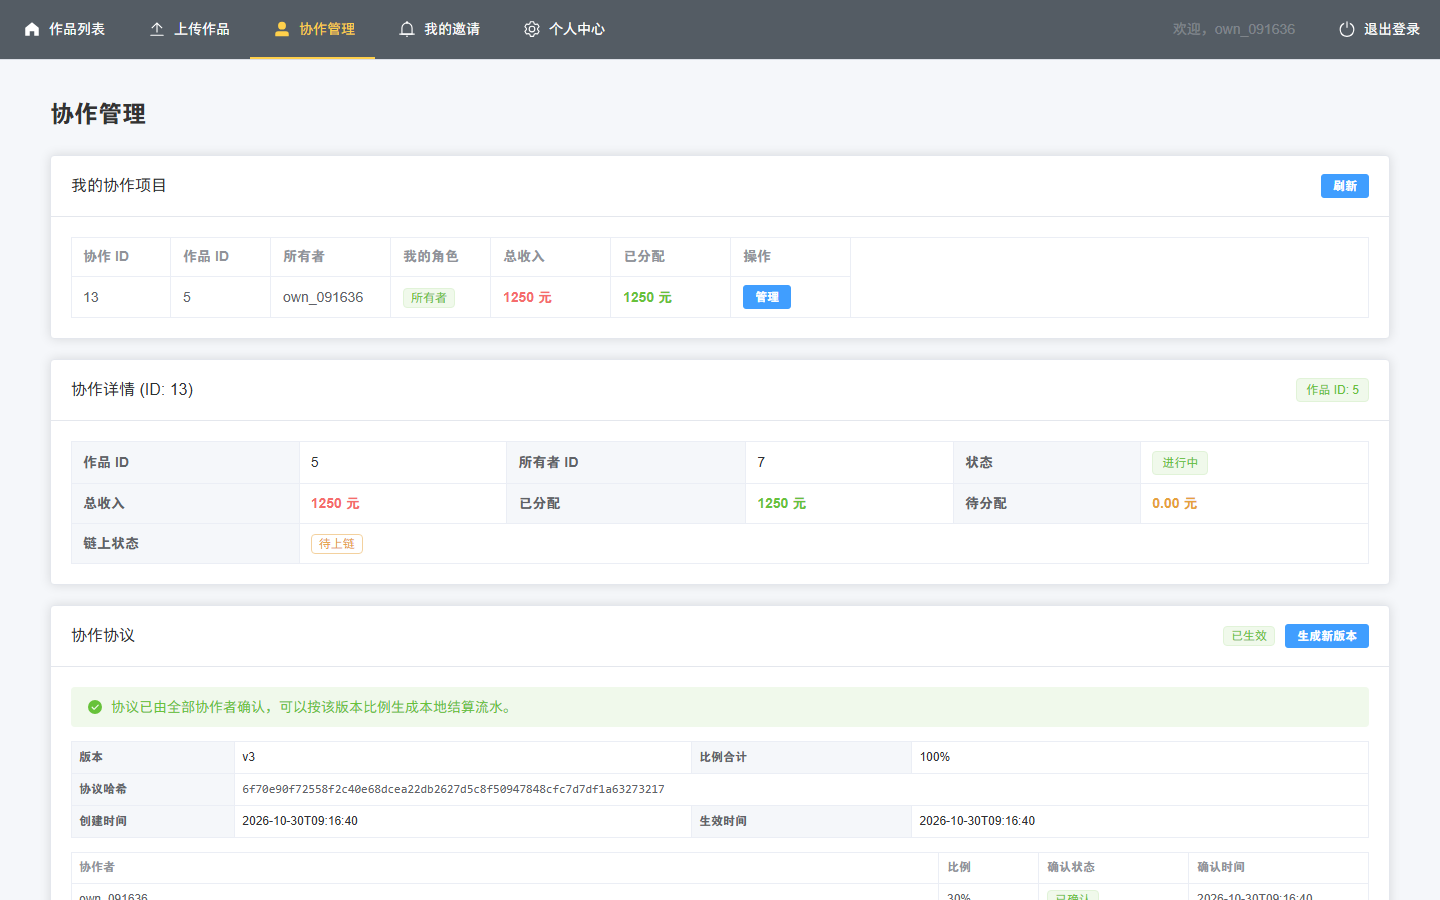 作品列表 上传作品 协作管理 我的邀请 个人中心 欢迎，own_091636 退出登录
协作管理
我的协作项目 刷新
协作 ID 作品 ID 所有者 我的角色 总收入 已分配 操作
13 5 own_091636 所有者 1250 元 1250 元 管理
协作详情 (ID: 13) 作品 ID: 5
作品 ID 5 所有者 ID 7 状态 进行中
总收入 1250 元 已分配 1250 元 待分配 0.00 元
链上状态 待上链
协作协议 已生效 生成新版本
协议已由全部协作者确认，可以按该版本比例生成本地结算流水。
版本 v3 比例合计 100%
协议哈希 6f70e90f72558f2c40e68dcea22db2627d5c8f50947848cfc7d7df1a63273217
创建时间 2026-10-30T09:16:40 生效时间 2026-10-30T09:16:40
协作者 比例 确认状态 确认时间
own_091636 30% 已确认 2026-10-30T09:16:40